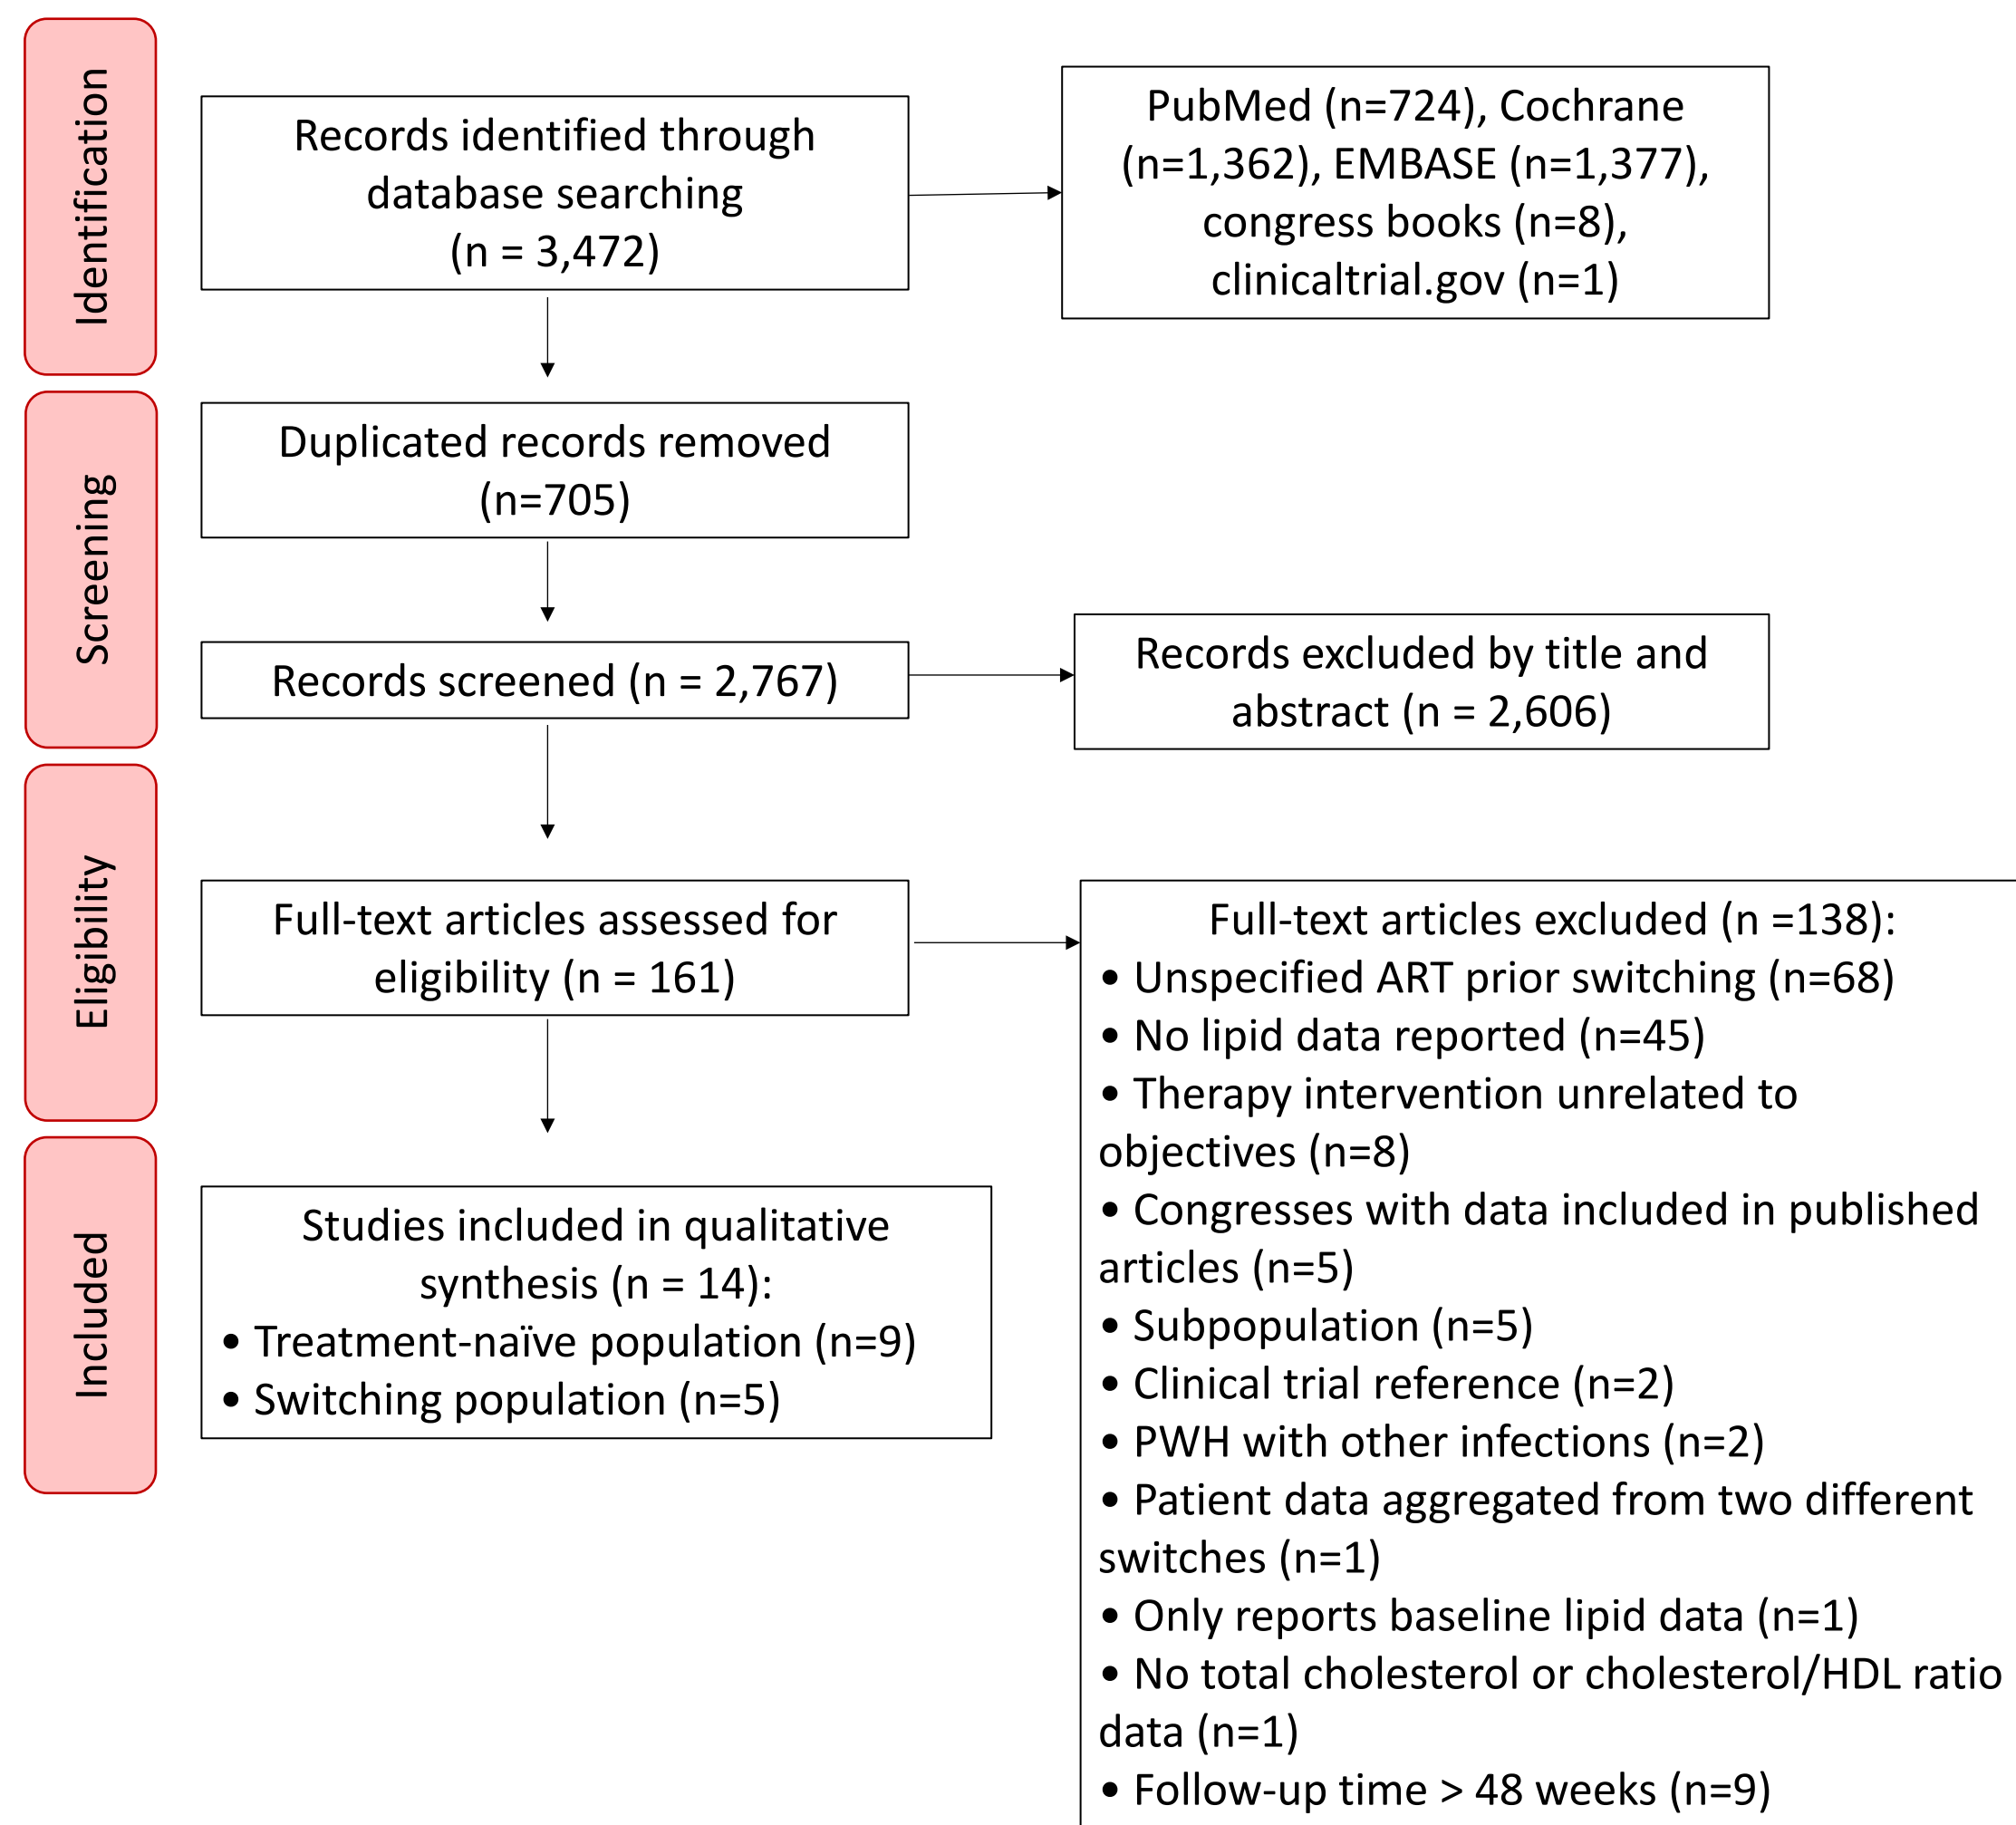 Identification
Records identified through
database searching
(n = 3,472)
PubMed (n=724), Cochrane
(n=1,362), EMBASE (n=1,377),
congress books (n=8),
clinicaltrial.gov (n=1)
Screening
Duplicated records removed
(n=705)
Records screened (n = 2,767)
Records excluded by title and
abstract (n = 2,606)
Eligibility
Full-text articles assessed for
eligibility (n = 161)
Full-text articles excluded (n =138):
• Unspecified ART prior switching (n=68)
• No lipid data reported (n=45)
• Therapy intervention unrelated to
objectives (n=8)
• Congresses with data included in published
articles (n=5)
• Subpopulation (n=5)
• Clinical trial reference (n=2)
• PWH with other infections (n=2)
• Patient data aggregated from two different
switches (n=1)
• Only reports baseline lipid data (n=1)
• No total cholesterol or cholesterol/HDL ratio
data (n=1)
• Follow-up time > 48 weeks (n=9)
Included
Studies included in qualitative
synthesis (n = 14):
• Treatment-naïve population (n=9)
• Switching population (n=5)